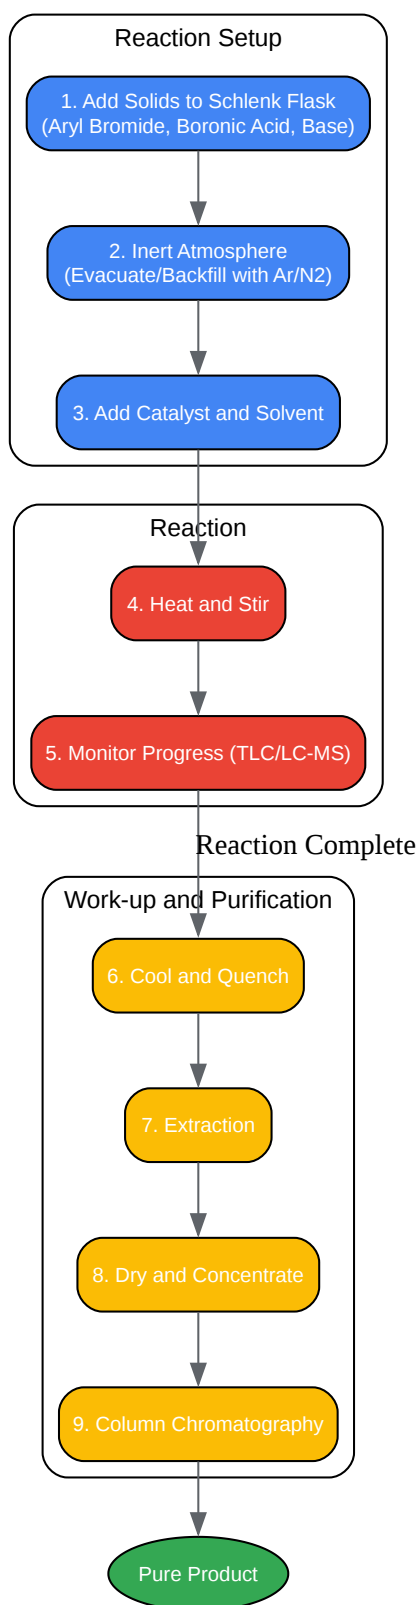 Reaction Setup
1. Add Solids to Schlenk Flask
(Aryl Bromide, Boronic Acid, Base)
2. Inert Atmosphere
(Evacuate/Backfill with Ar/N2)
3. Add Catalyst and Solvent
Reaction
4. Heat and Stir
5. Monitor Progress (TLC/LC-MS)
Reaction Complete
Work-up and Purification
6. Cool and Quench
7. Extraction
8. Dry and Concentrate
9. Column Chromatography
Pure Product